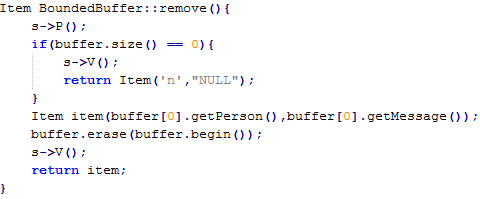 Item BoundedBuffer::remove(){
    s->P();
    if(buffer.size() == 0){
        s->V();
        return Item('n',"NULL");
    }
    Item item(buffer[0].getPerson(),buffer[0].getMessage());
    buffer.erase(buffer.begin());
    s->V();
    return item;
}